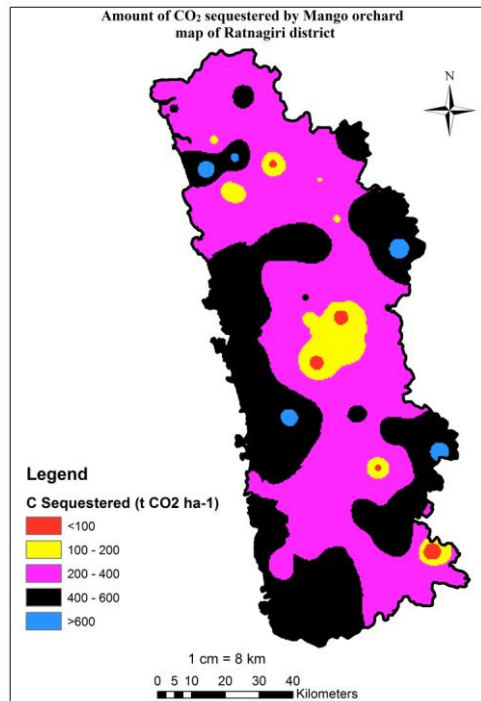 Amount of CO₂ sequestered by Mango orchard
map of Ratnagiri district
N
Legend
C Sequestered (t CO2 ha-1)
<100
100 - 200
200 - 400
400 - 600
>600
1 cm = 8 km
0 5 10 20 30 40
Kilometers